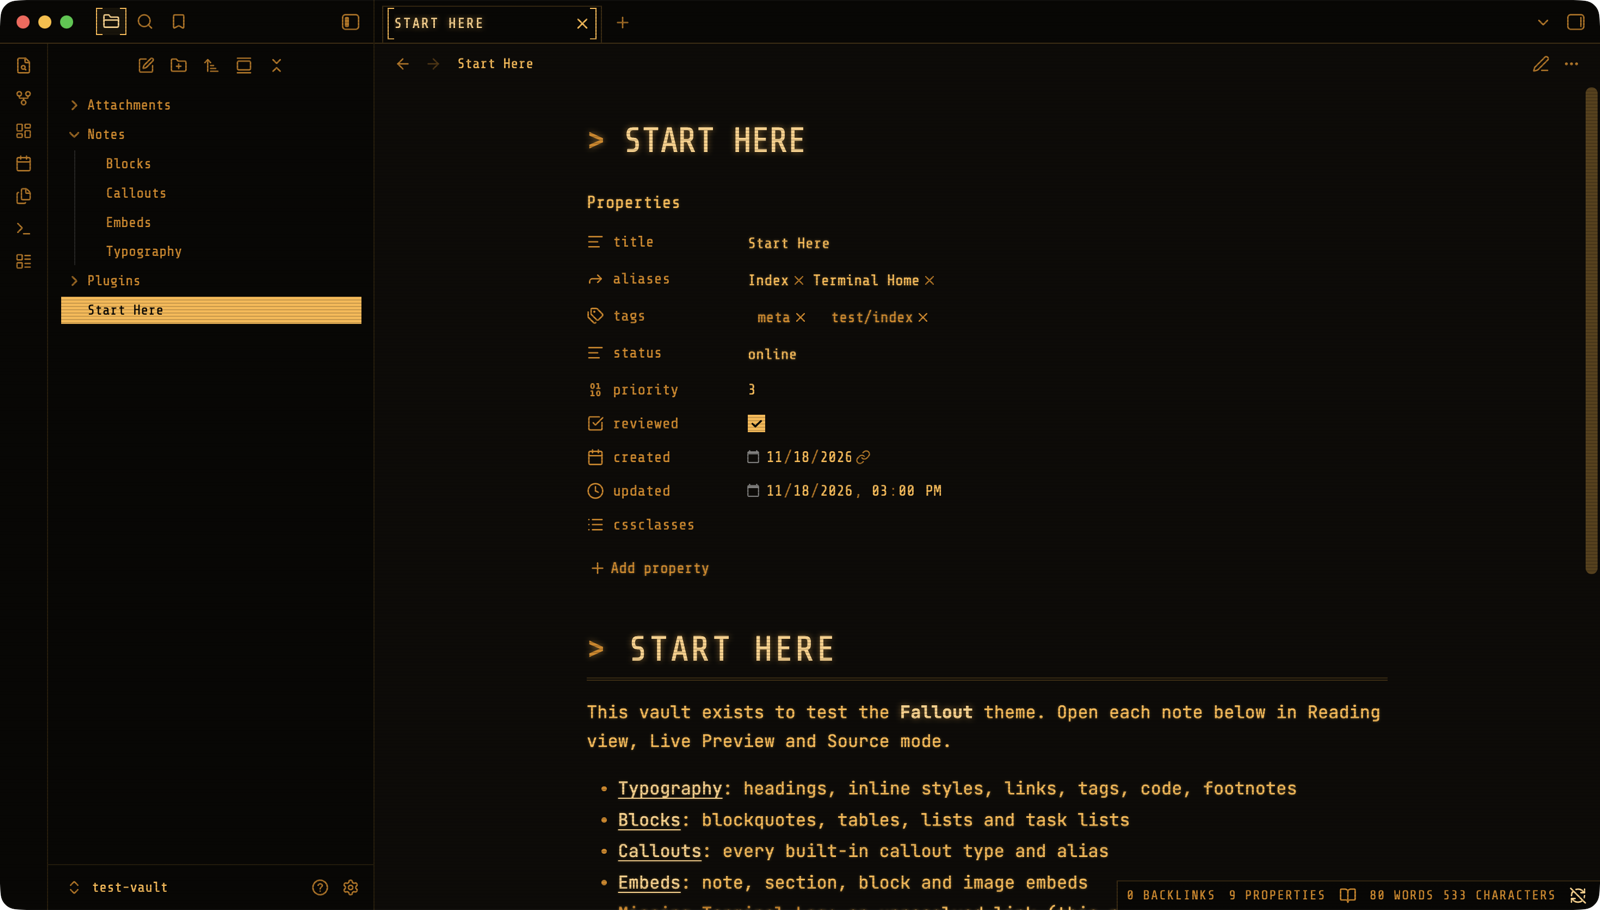 START HERE
Start Here
Attachments
Notes
Blocks
Callouts
Embeds
Typography
Plugins
Start Here
test-vault
> START HERE
Properties
title Start Here
aliases Index Terminal Home
tags meta test/index
status online
priority 3
reviewed
created 11/18/2026
updated 11/18/2026, 03:00 PM
cssclasses
+ Add property
> START HERE
This vault exists to test the Fallout theme. Open each note below in Reading
view, Live Preview and Source mode.
• Typography: headings, inline styles, links, tags, code, footnotes
• Blocks: blockquotes, tables, lists and task lists
• Callouts: every built-in callout type and alias
• Embeds: note, section, block and image embeds
0 BACKLINKS 9 PROPERTIES 80 WORDS 533 CHARACTERS